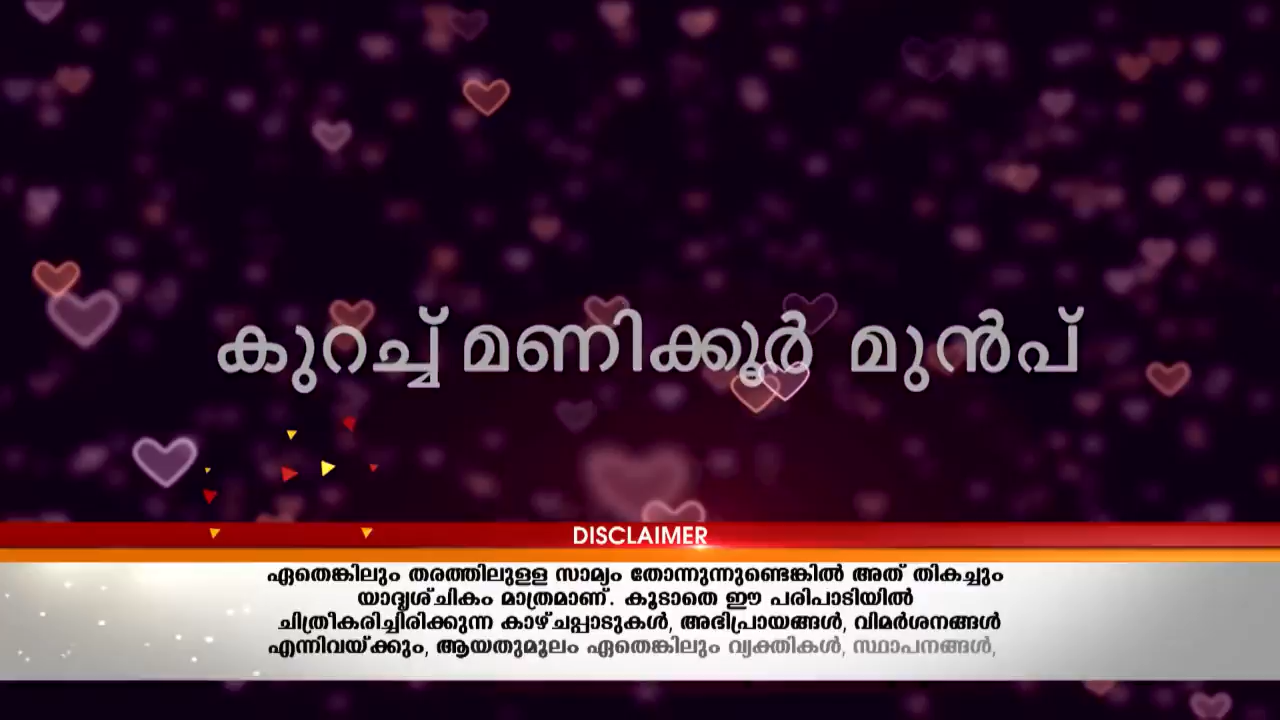 കുറച്ച് മണിക്കൂർ മുൻപ്
DISCLAIMER
ഏതെങ്കിലും തരത്തിലുളള സാമ്യം തോന്നുന്നുണ്ടെങ്കിൽ അത് തികച്ചും
യാദൃശ്ചികം മാത്രമാണ്. കൂടാതെ ഈ പരിപാടിയിൽ
ചിത്രീകരിച്ചിരിക്കുന്ന കാഴ്ചപ്പാടുകൾ, അഭിപ്രായങ്ങൾ, വിമർശനങ്ങൾ
എന്നിവയ്ക്കും, ആയതുമൂലം ഏതെങ്കിലും വ്യക്തികൾ, സ്ഥാപനങ്ങൾ,